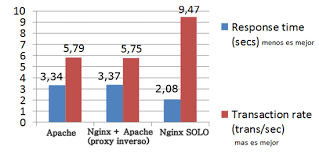 10
9
8
7
6
5
4
3
2
1
0
3,34
5,79
3,37
5,75
2,08
9,47
Apache
Nginx + Apache
(proxy inverso)
Nginx SOLO
Response time
(secs) menos es mejor
Transaction rate
(trans/sec)
mas es mejor